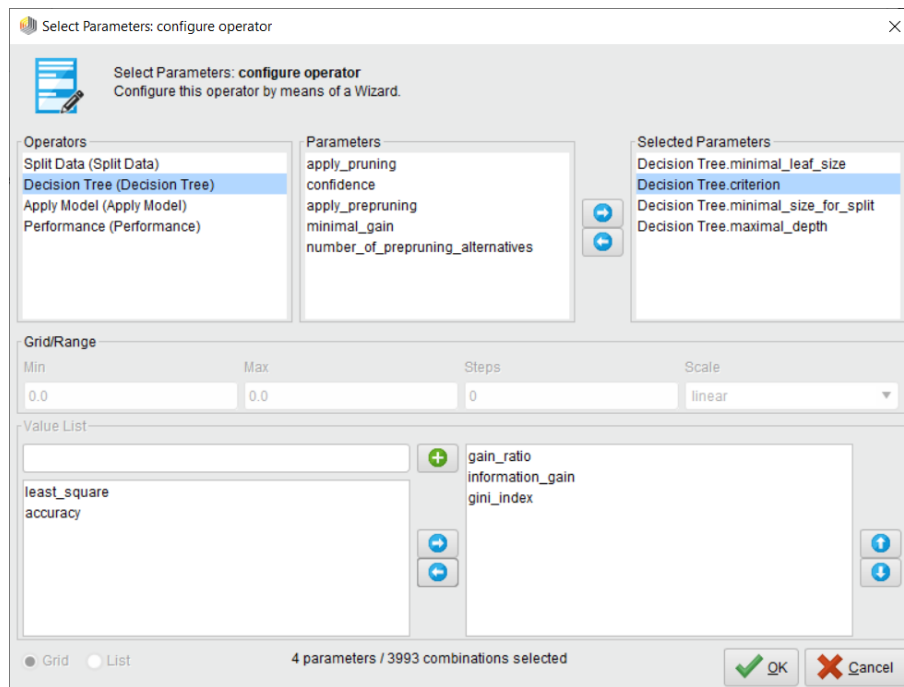 Select Parameters: configure operator
Select Parameters: configure operator
Configure this operator by means of a Wizard.
Operators
Split Data (Split Data)
Decision Tree (Decision Tree)
Apply Model (Apply Model)
Performance (Performance)
Parameters
apply_pruning
confidence
apply_prepruning
minimal_gain
number_of_prepruning_alternatives
Selected Parameters
Decision Tree.minimal_leaf_size
Decision Tree.criterion
Decision Tree.minimal_size_for_split
Decision Tree.maximal_depth
Grid/Range
Min Max Steps Scale
0.0 0.0 0 linear
Value List
least_square
accuracy
gain_ratio
information_gain
gini_index
Grid List 4 parameters / 3993 combinations selected OK Cancel